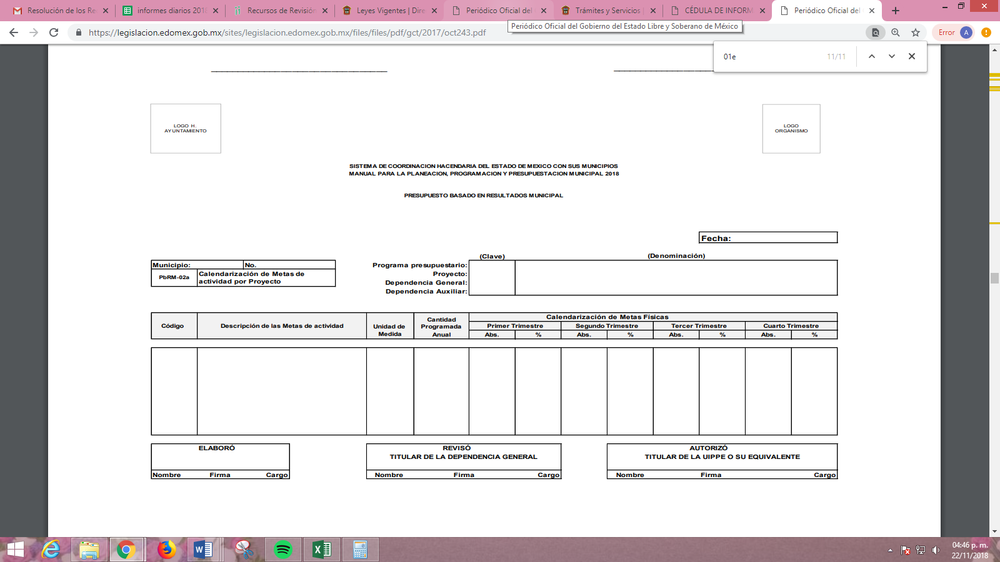 Resolución de los Re
informes diarios 2018
Recursos de Revisión
Leyes Vigentes | Dire
Periódico Oficial del
Trámites y Servicios
CÉDULA DE INFORM
Periódico Oficial del
https://legislacion.edomex.gob.mx/sites/legislacion.edomex.gob.mx/files/files/pdf/gct/2017/oct243.pdf
Periódico Oficial del Gobierno del Estado Libre y Soberano de México
Error A
01e 11/11
LOGO H.
AYUNTAMIENTO
LOGO
ORGANISMO
SISTEMA DE COORDINACION HACENDARIA DEL ESTADO DE MEXICO CON SUS MUNICIPIOS
MANUAL PARA LA PLANEACION, PROGRAMACION Y PRESUPUESTACION MUNICIPAL 2018
PRESUPUESTO BASADO EN RESULTADOS MUNICIPAL
Fecha:
(Clave) (Denominación)
Municipio: No.
PbRM-02a Calendarización de Metas de
actividad por Proyecto
Programa presupuestario:
Proyecto:
Dependencia General:
Dependencia Auxiliar:
Código Descripción de las Metas de actividad Unidad de
Medida Cantidad
Programada
Anual
Calendarización de Metas Físicas
Primer Trimestre Segundo Trimestre Tercer Trimestre Cuarto Trimestre
Abs. % Abs. % Abs. % Abs. %
ELABORÓ
Nombre Firma Cargo
REVISÓ
TITULAR DE LA DEPENDENCIA GENERAL
Nombre Firma Cargo
AUTORIZÓ
TITULAR DE LA UIPPE O SU EQUIVALENTE
Nombre Firma Cargo
04:46 p. m.
22/11/2018